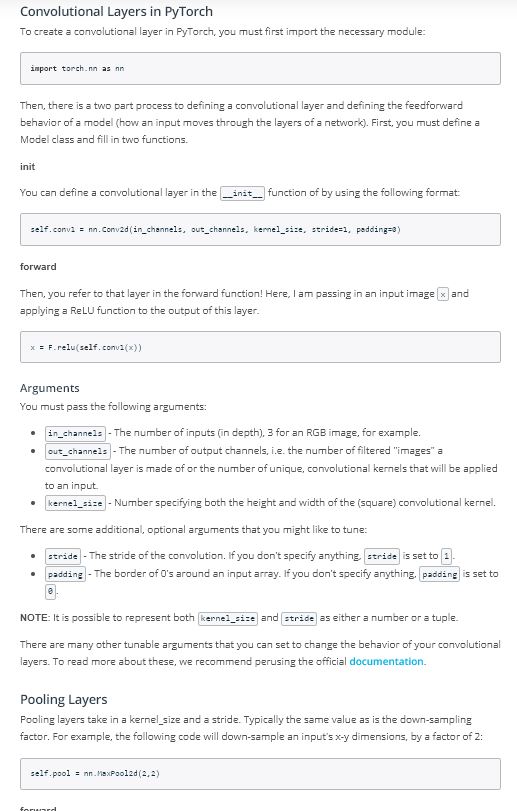 Convolutional Layers in PyTorch
To create a convolutional layer in PyTorch, you must first import the necessary module:
import torch.nn as nn
Then, there is a two part process to defining a convolutional layer and defining the feedforward
behavior of a model (how an input moves through the layers of a network). First, you must define a
Model class and fill in two functions.
init
You can define a convolutional layer in the __init__ function of by using the following format:
self.conv1 = nn.Conv2d(in_channels, out_channels, kernel_size, stride=1, padding=0)
forward
Then, you refer to that layer in the forward function! Here, I am passing in an input image x and
applying a ReLU function to the output of this layer.
x = F.relu(self.conv1(x))
Arguments
You must pass the following arguments:
• in_channels - The number of inputs (in depth), 3 for an RGB image, for example.
• out_channels - The number of output channels, i.e. the number of filtered "images" a
convolutional layer is made of or the number of unique, convolutional kernels that will be applied
to an input.
• kernel_size - Number specifying both the height and width of the (square) convolutional kernel.
There are some additional, optional arguments that you might like to tune:
• stride - The stride of the convolution. If you don't specify anything, stride is set to 1.
• padding - The border of 0's around an input array. If you don't specify anything, padding is set to
0.
NOTE: It is possible to represent both kernel_size and stride as either a number or a tuple.
There are many other tunable arguments that you can set to change the behavior of your convolutional
layers. To read more about these, we recommend perusing the official documentation.
Pooling Layers
Pooling layers take in a kernel_size and a stride. Typically the same value as is the down-sampling
factor. For example, the following code will down-sample an input's x-y dimensions, by a factor of 2:
self.pool = nn.MaxPool2d(2,2)
forward